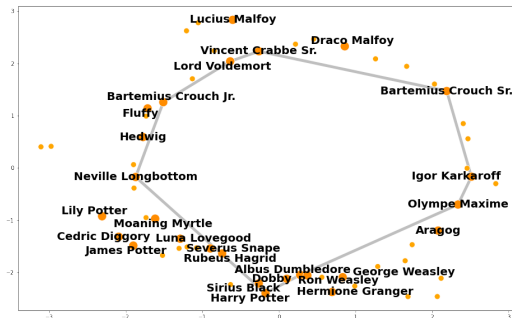 3
2
1
0
−1
−2
Lucius Malfoy
Draco Malfoy
Vincent Crabbe Sr.
Lord Voldemort
Bartemius Crouch Sr.
Bartemius Crouch Jr.
Fluffy
Hedwig
Neville Longbottom
Igor Karkaroff
Olympe Maxime
Lily Potter
Moaning Myrtle
Aragog
Cedric Diggory
Luna Lovegood
James Potter
Severus Snape
Rubeus Hagrid
Albus Dumbledore
George Weasley
Dobby
Ron Weasley
Sirius Black
Hermione Granger
Harry Potter
−3 −2 −1 0 1 2 3